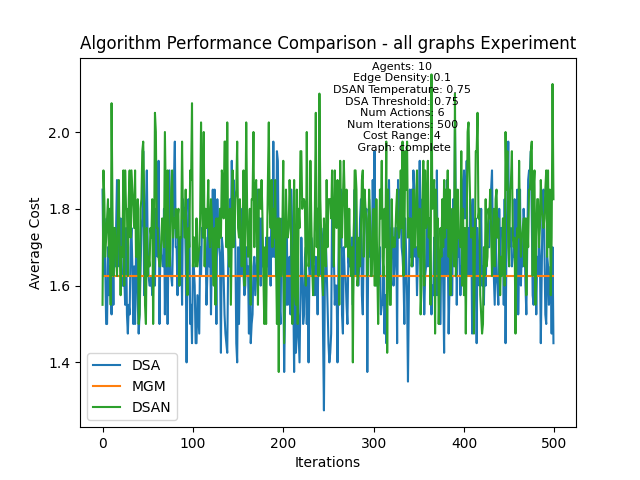 Algorithm Performance Comparison - all graphs Experiment
Agents: 10
Edge Density: 0.1
DSAN Temperature: 0.75
DSA Threshold: 0.75
Num Actions: 6
Num Iterations: 500
Cost Range: 4
Graph: complete
Average Cost
2.0
1.8
1.6
1.4
DSA
MGM
DSAN
0
100
200
300
400
500
Iterations